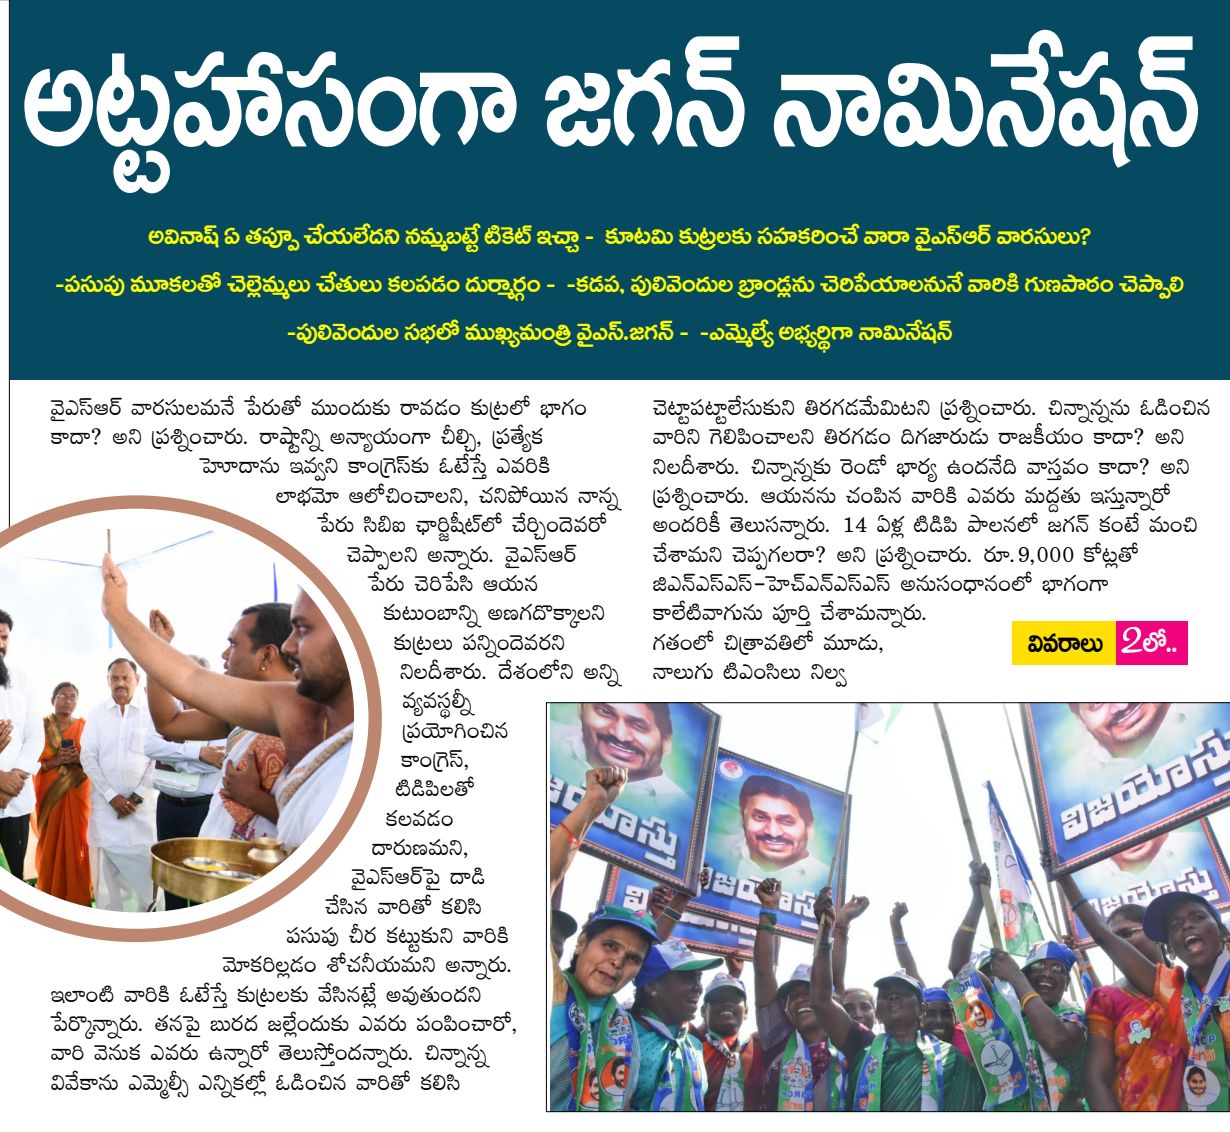 అట్టహాసంగా జగన్ నామినేషన్
అవినాష్ ఏ తప్పూ చేయలేదని నమ్మబట్టే టికెట్ ఇచ్చా - కూటమి కుట్రలకు సహకరించే వారా వైఎస్ఆర్ వారసులు?
-పసుపు మూకలతో చెల్లెమ్మలు చేతులు కలపడం దుర్మార్గం - -కడప, పులివెందుల బ్రాండ్లను చెరిపేయాలనునే వారికి గుణపాఠం చెప్పాలి
-పులివెందుల సభలో ముఖ్యమంత్రి వైఎస్.జగన్ - -ఎమ్మెల్యే అభ్యర్థిగా నామినేషన్
వైఎస్ఆర్ వారసులమనే పేరుతో ముందుకు రావడం కుట్రలో భాగం
కాదా? అని ప్రశ్నించారు. రాష్ట్రాన్ని అన్యాయంగా చీల్చి, ప్రత్యేక
హెూదాను ఇవ్వని కాంగ్రెస్‌కు ఓటేస్తే ఎవరికి
లాభమో ఆలోచించాలని, చనిపోయిన నాన్న
పేరు సిబిఐ ఛార్జిషీట్‌లో చేర్చిందెవరో
చెప్పాలని అన్నారు. వైఎస్ఆర్
పేరు చెరిపేసి ఆయన
కుటుంబాన్ని అణగదొక్కాలని
కుట్రలు పన్నిందెవరని
నిలదీశారు. దేశంలోని అన్ని
వ్యవస్థల్నీ
ప్రయోగించిన
కాంగ్రెస్,
టిడిపిలతో
కలవడం
దారుణమని,
వైఎస్ఆర్‌పై దాడి
చేసిన వారితో కలిసి
పసుపు చీర కట్టుకుని వారికి
మోకరిల్లడం శోచనీయమని అన్నారు.
ఇలాంటి వారికి ఓటేస్తే కుట్రలకు వేసినట్లే అవుతుందని
పేర్కొన్నారు. తనపై బురద జల్లేందుకు ఎవరు పంపించారో,
వారి వెనుక ఎవరు ఉన్నారో తెలుస్తోందన్నారు. చిన్నాన్న
వివేకాను ఎమ్మెల్సీ ఎన్నికల్లో ఓడించిన వారితో కలిసి
చెట్టాపట్టాలేసుకుని తిరగడమేమిటని ప్రశ్నించారు. చిన్నాన్నను ఓడించిన
వారిని గెలిపించాలని తిరగడం దిగజారుడు రాజకీయం కాదా? అని
నిలదీశారు. చిన్నాన్నకు రెండో భార్య ఉందనేది వాస్తవం కాదా? అని
ప్రశ్నించారు. ఆయనను చంపిన వారికి ఎవరు మద్దతు ఇస్తున్నారో
అందరికీ తెలుసన్నారు. 14 ఏళ్ల టిడిపి పాలనలో జగన్ కంటే మంచి
చేశామని చెప్పగలరా? అని ప్రశ్నించారు. రూ.9,000 కోట్లతో
జిఎన్ఎస్ఎస్-హెచ్ఎన్ఎస్ఎస్ అనుసంధానంలో భాగంగా
కాలేటివాగును పూర్తి చేశామన్నారు.
గతంలో చిత్రావతిలో మూడు,
నాలుగు టిఎంసిలు నిల్వ
వివరాలు 2లో..
విజయోస్తు
విజయోస్తు